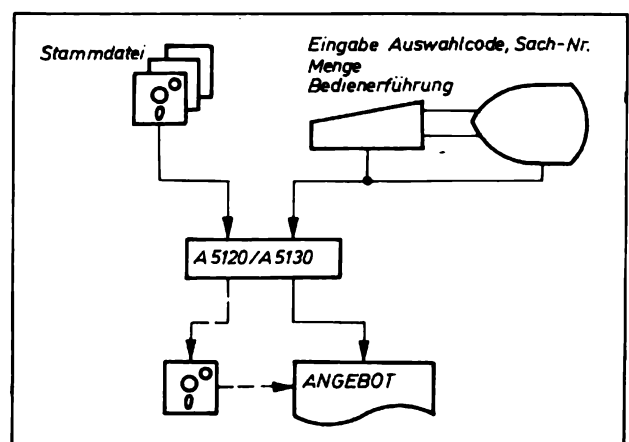 Stammdatei
Eingabe Auswahlcode, Sach-Nr.
Menge
Bedienerführung
A 5120/A 5130
ANGEBOT